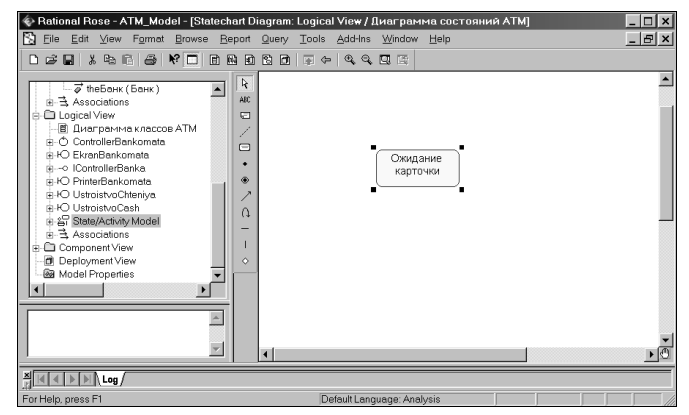 Rational Rose - ATM_Model - [Statechart Diagram: Logical View / Диаграмма состояний ATM]
File Edit View Format Browse Report Query Tools Add-Ins Window Help
theБанк ( Банк )
Associations
Logical View
Диаграмма классов ATM
ControllerBankomata
EkranBankomata
IControllerBanka
PrinterBankomata
UstroistvoChteniya
UstroistvoCash
State/Activity Model
Associations
Component View
Deployment View
Model Properties
ABC
Ожидание
карточки
Log
For Help, press F1
Default Language: Analysis